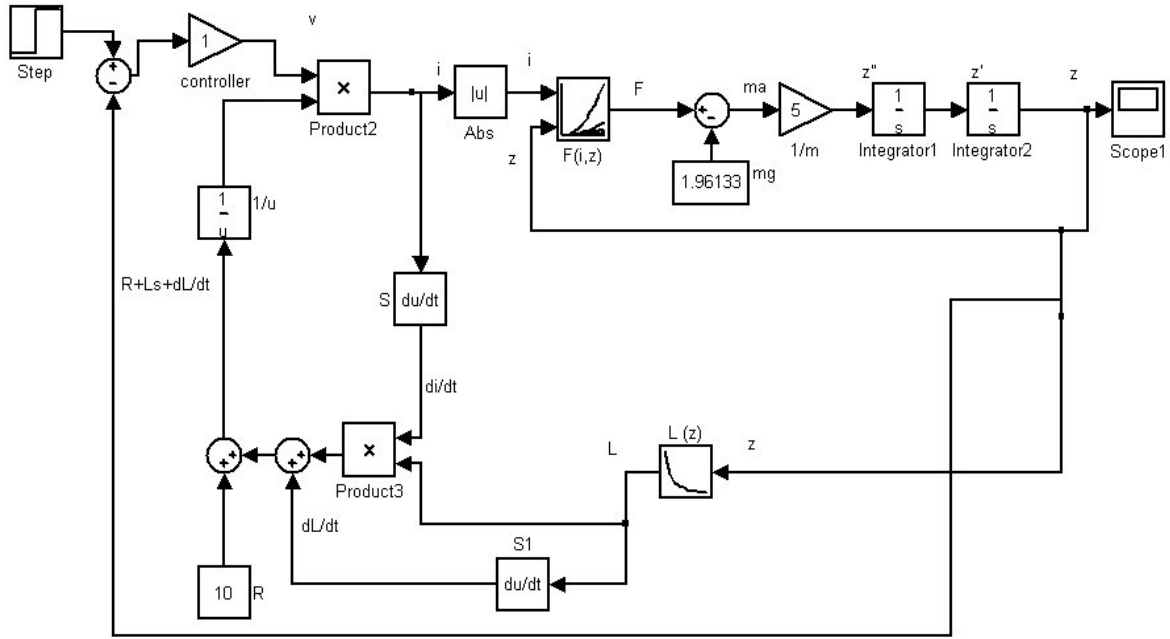 v
1
Step
controller
i
i
F
ma
z"
z'
z
|u|
5
1
s
1
s
Product2
Abs
F(i,z)
1/m
Integrator1
Integrator2
Scope1
z
1.96133
mg
1
u
1/u
R+Ls+dL/dt
S
du/dt
di/dt
L
L (z)
z
Product3
dL/dt
S1
du/dt
10
R